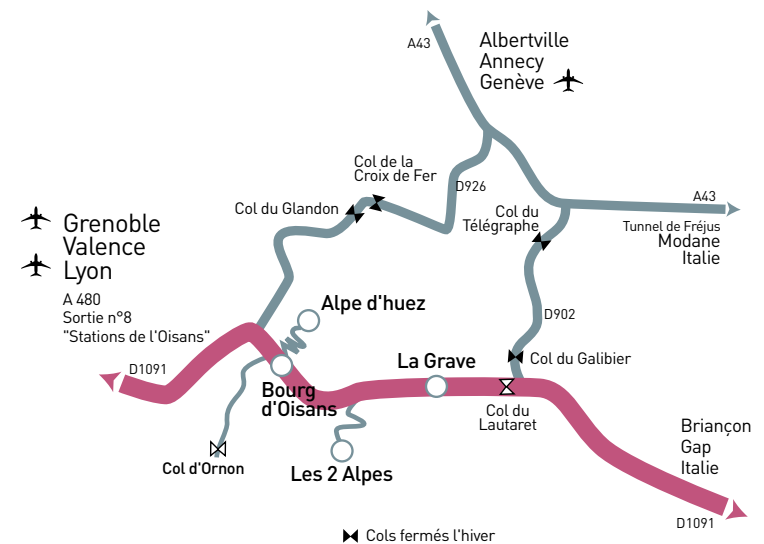 A43
Albertville
Annecy
Genève
Col de la
Croix de Fer
D926
Col du Glandon
A43
Col du
Télégraphe
Tunnel de Fréjus
Modane
Italie
Grenoble
Valence
Lyon
A 480
Sortie n°8
"Stations de l'Oisans"
Alpe d'huez
D902
D1091
La Grave
Col du Galibier
Bourg
d'Oisans
Col du
Lautaret
Briançon
Gap
Italie
Col d'Ornon
Les 2 Alpes
D1091
Cols fermés l'hiver